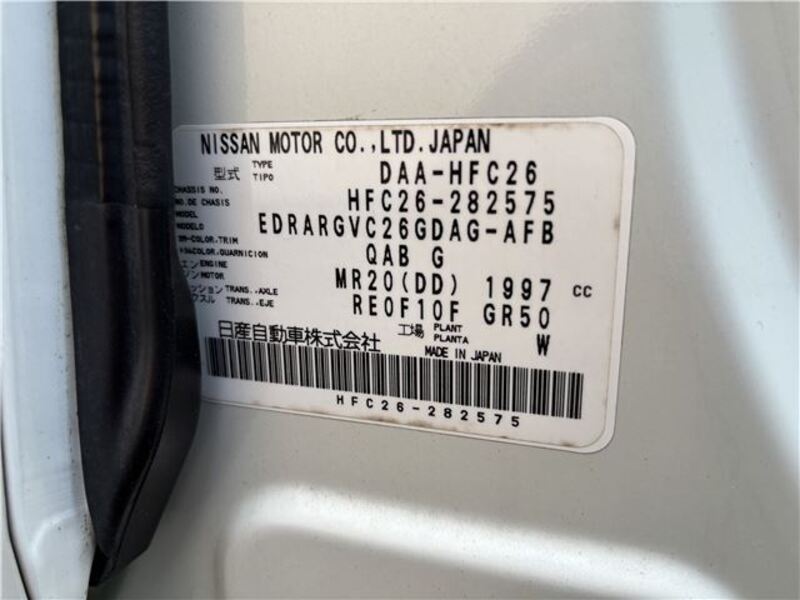 NISSAN MOTOR CO.,LTD.JAPAN
型式 TYPE TIPO DAA-HFC26
CHASSIS NO. NO.DE CHASIS HFC26-282575
MODEL MODELO EDRARGVC26GDAG-AFB
COLOR,TRIM COLOR,GUARNICION QAB G
ENGINE MOTOR MR20(DD) 1997 cc
TRANS.,AXLE TRANS.,EJE RE0F10F GR50
工場 PLANT PLANTA W
日産自動車株式会社 MADE IN JAPAN
HFC26-282575